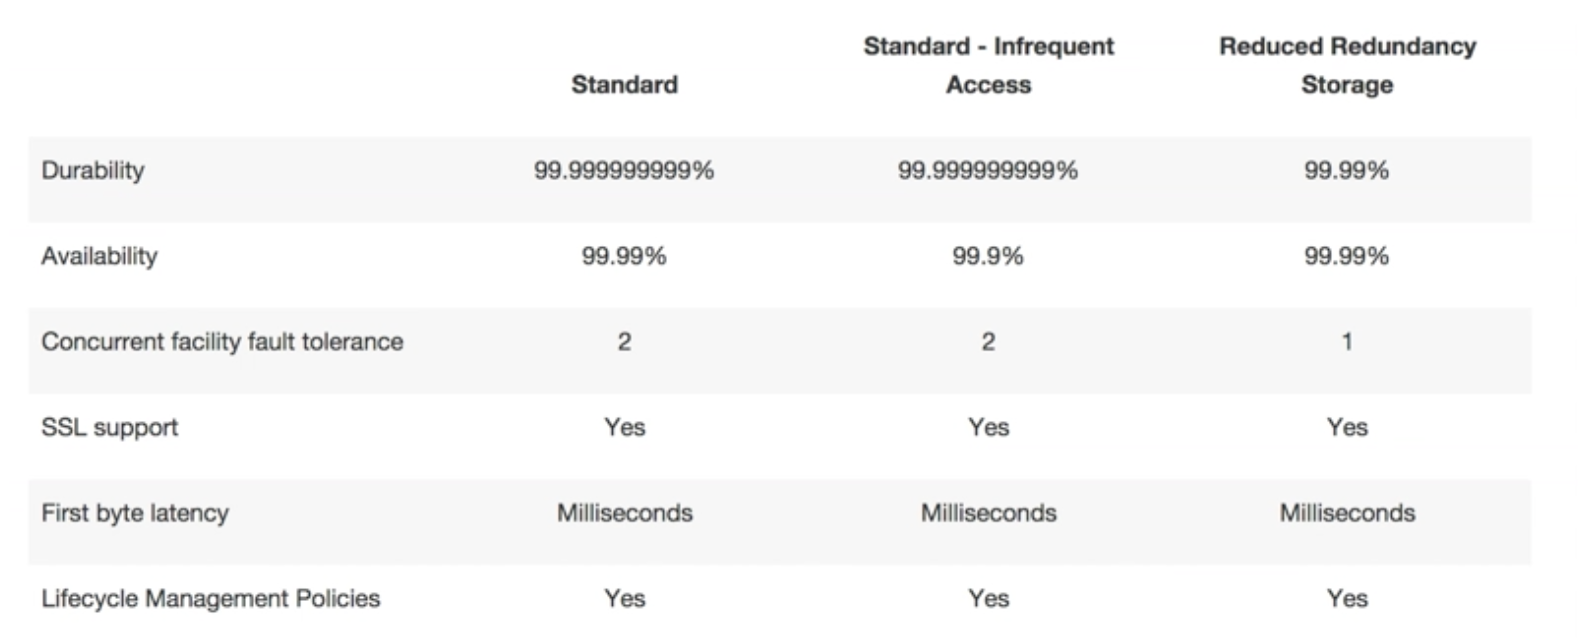 Standard Standard - Infrequent Access Reduced Redundancy Storage
Durability 99.999999999% 99.999999999% 99.99%
Availability 99.99% 99.9% 99.99%
Concurrent facility fault tolerance 2 2 1
SSL support Yes Yes Yes
First byte latency Milliseconds Milliseconds Milliseconds
Lifecycle Management Policies Yes Yes Yes